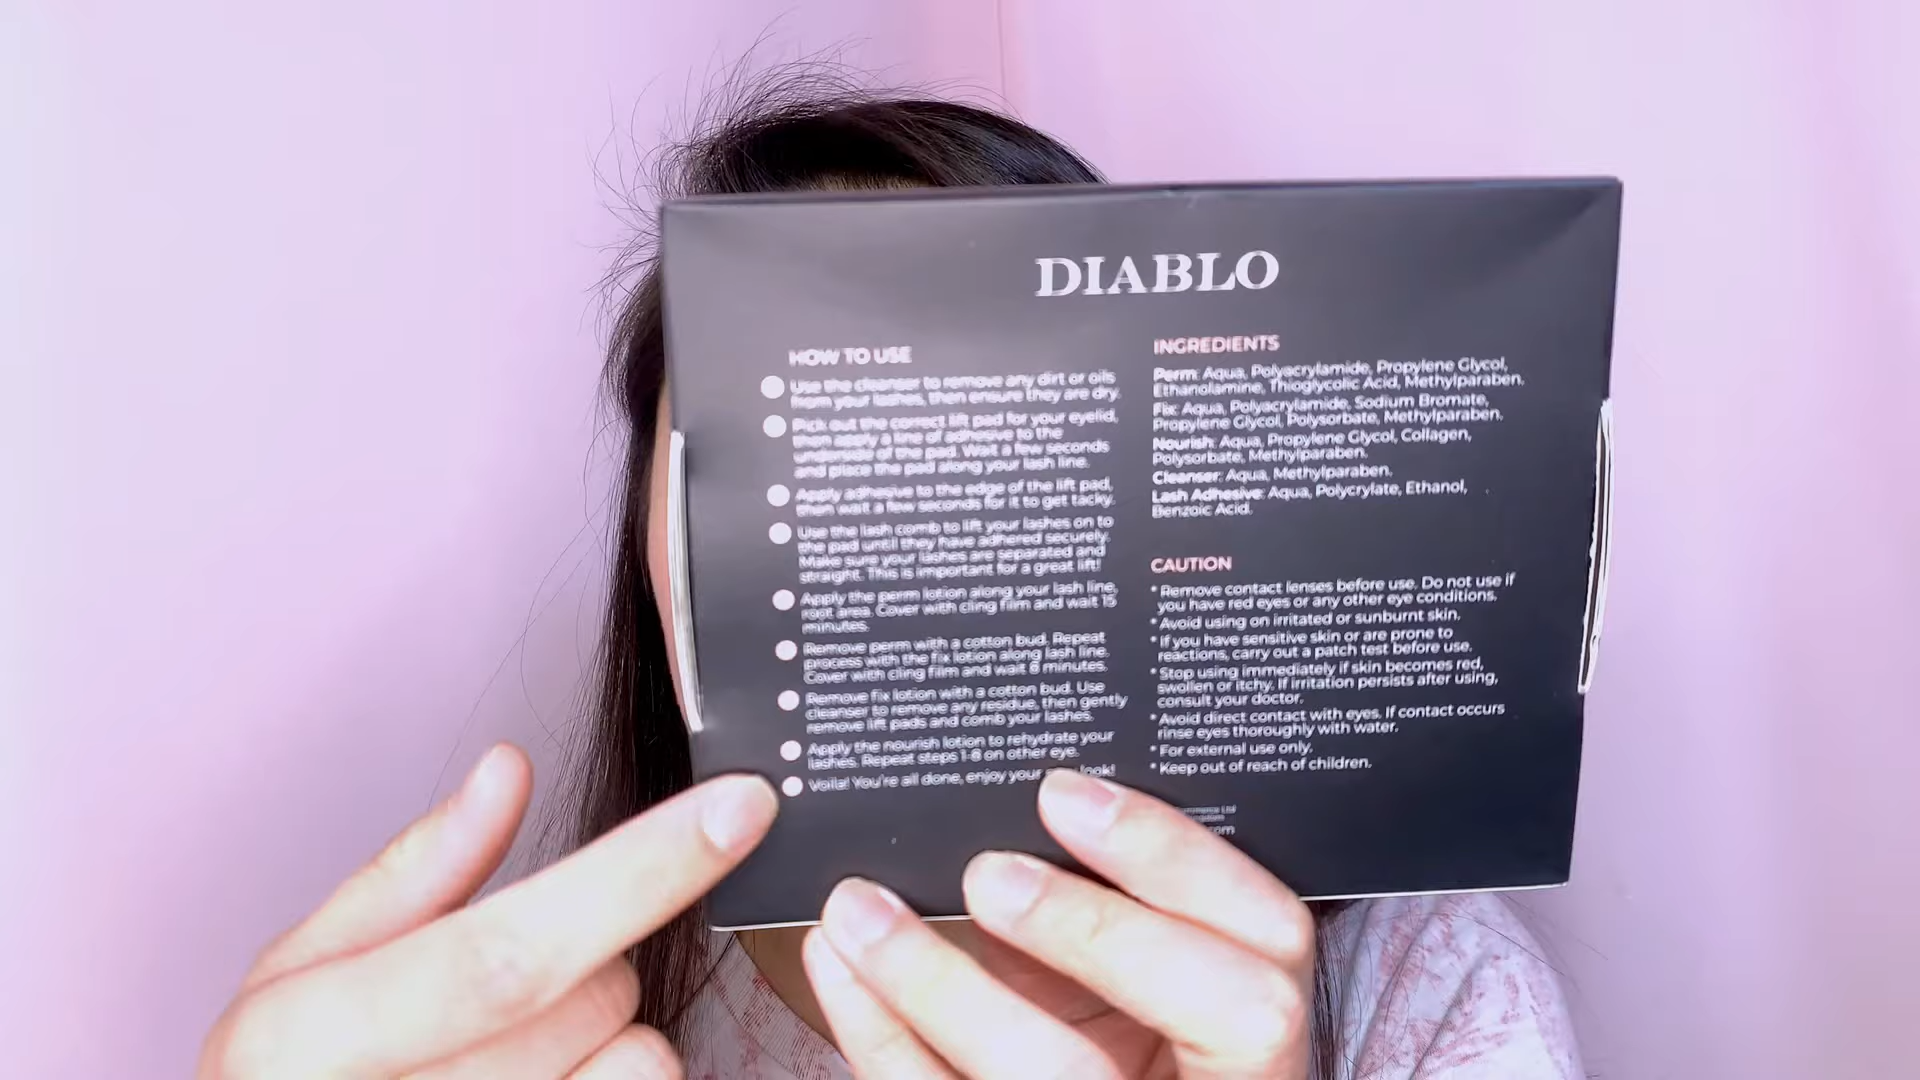 DIABLO
HOW TO USE
Use the cleanser to remove any dirt or oils
from your lashes, then ensure they are dry.
Pick out the correct lift pad for your eyelid,
then apply a line of adhesive to the
underside of the pad. Wait a few seconds
and place the pad along your lash line.
Apply adhesive to the edge of the lift pad,
then wait a few seconds for it to get tacky.
Use the lash comb to lift your lashes on to
the pad until they have adhered securely.
Make sure your lashes are separated and
straight. This is important for a great lift!
Apply the perm lotion along your lash line,
root area. Cover with cling film and wait 15
minutes.
Remove perm with a cotton bud. Repeat
process with the fix lotion along lash line.
Cover with cling film and wait 8 minutes.
Remove fix lotion with a cotton bud. Use
cleanser to remove any residue, then gently
remove lift pads and comb your lashes.
Apply the nourish lotion to rehydrate your
lashes. Repeat steps 1-8 on other eye.
Voila! You're all done, enjoy your look!
INGREDIENTS
Perm: Aqua, Polyacrylamide, Propylene Glycol,
Ethanolamine, Thioglycolic Acid, Methylparaben.
Fix: Aqua, Polyacrylamide, Sodium Bromate,
Propylene Glycol, Polysorbate, Methylparaben.
Nourish: Aqua, Propylene Glycol, Collagen,
Polysorbate, Methylparaben.
Cleanser: Aqua, Methylparaben.
Lash Adhesive: Aqua, Polycrylate, Ethanol,
Benzoic Acid.
CAUTION
* Remove contact lenses before use. Do not use if
you have red eyes or any other eye conditions.
* Avoid using on irritated or sunburnt skin.
* If you have sensitive skin or are prone to
reactions, carry out a patch test before use.
* Stop using immediately if skin becomes red,
swollen or itchy. If irritation persists after using,
consult your doctor.
* Avoid direct contact with eyes. If contact occurs
rinse eyes thoroughly with water.
* For external use only.
* Keep out of reach of children.
Ltd
.com